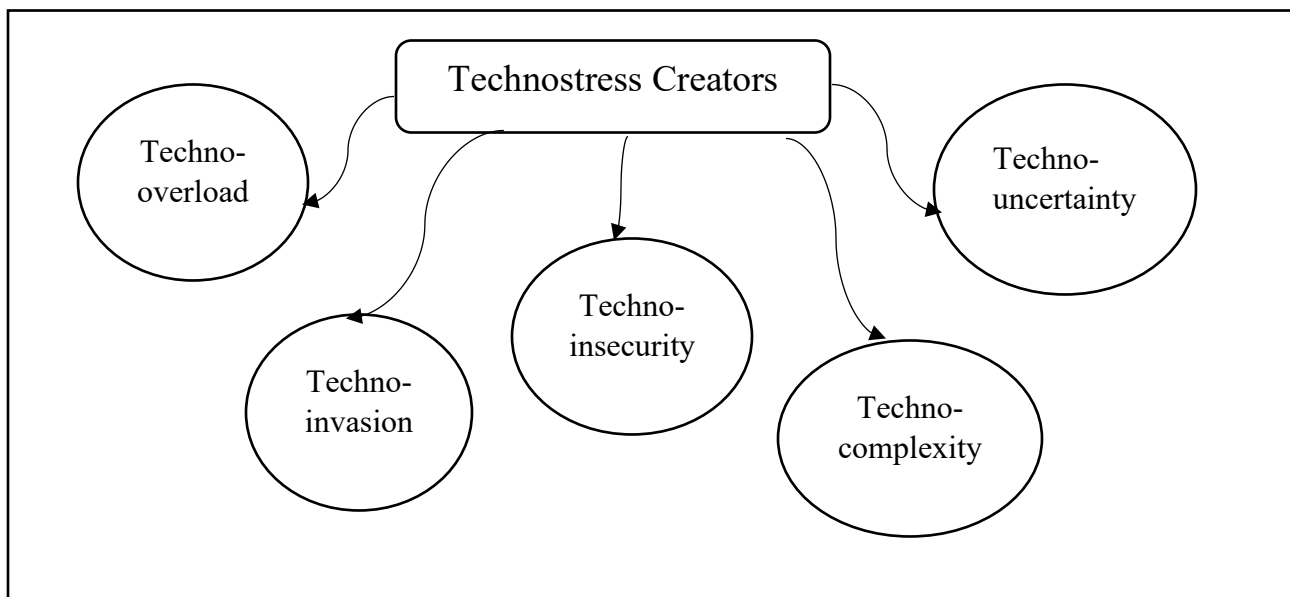 Technostress Creators
Techno-
overload
Techno-
invasion
Techno-
insecurity
Techno-
complexity
Techno-
uncertainty